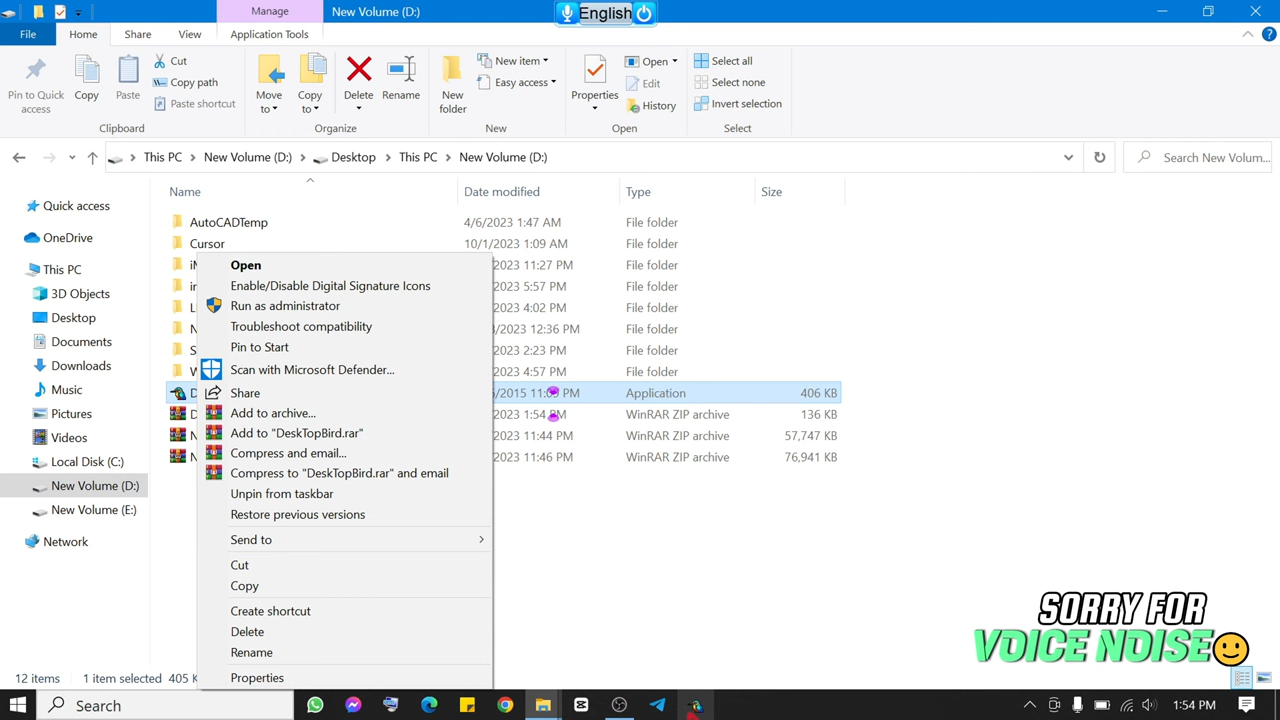 Manage
New Volume (D:)
English
File
Home
Share
View
Application Tools
Pin to Quick access
Copy
Paste
Cut
Copy path
Paste shortcut
Clipboard
Move to
Copy to
Delete
Rename
Organize
New folder
New item
Easy access
New
Properties
Open
Edit
History
Open
Select all
Select none
Invert selection
Select
This PC
New Volume (D:)
Desktop
This PC
New Volume (D:)
Search New Volum...
Name
Date modified
Type
Size
Quick access
OneDrive
This PC
3D Objects
Desktop
Documents
Downloads
Music
Pictures
Videos
Local Disk (C:)
New Volume (D:)
New Volume (E:)
Network
AutoCADTemp 4/6/2023 1:47 AM File folder
Cursor 10/1/2023 1:09 AM File folder
2023 11:27 PM File folder
2023 5:57 PM File folder
2023 4:02 PM File folder
2023 12:36 PM File folder
2023 2:23 PM File folder
2023 4:57 PM File folder
/2015 PM Application 406 KB
2023 1:54 PM WinRAR ZIP archive 136 KB
2023 11:44 PM WinRAR ZIP archive 57,747 KB
2023 11:46 PM WinRAR ZIP archive 76,941 KB
Open
Enable/Disable Digital Signature Icons
Run as administrator
Troubleshoot compatibility
Pin to Start
Scan with Microsoft Defender...
Share
Add to archive...
Add to "DeskTopBird.rar"
Compress and email...
Compress to "DeskTopBird.rar" and email
Unpin from taskbar
Restore previous versions
Send to
Cut
Copy
Create shortcut
Delete
Rename
Properties
SORRY FOR
VOICE NOISE
12 items 1 item selected 405 K
Search
1:54 PM